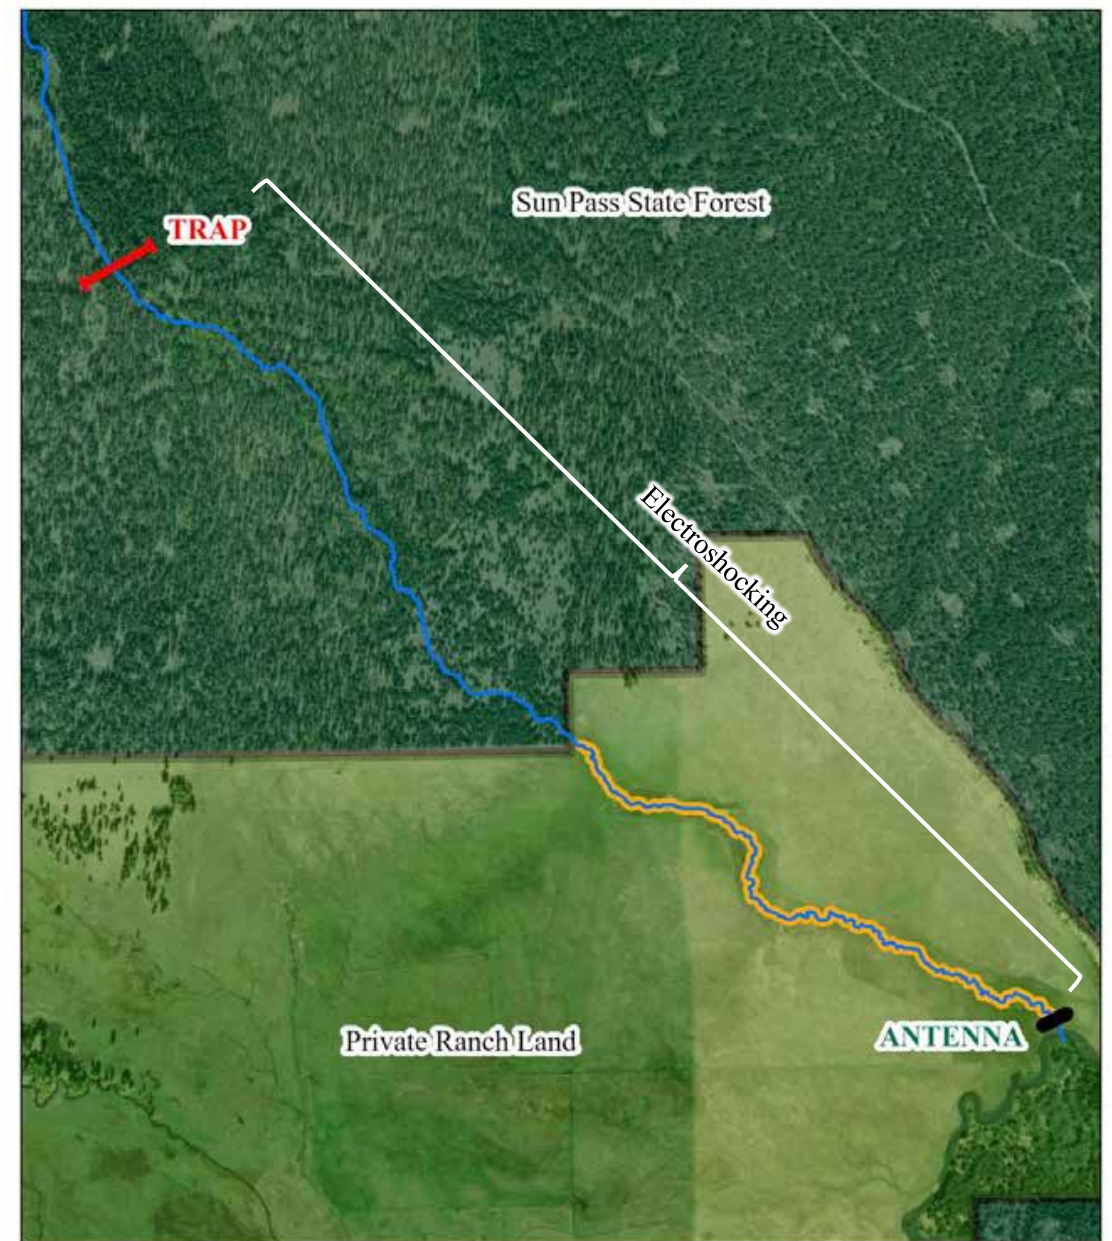 Sun Pass State Forest
TRAP
Electroshocking
Private Ranch Land
ANTENNA